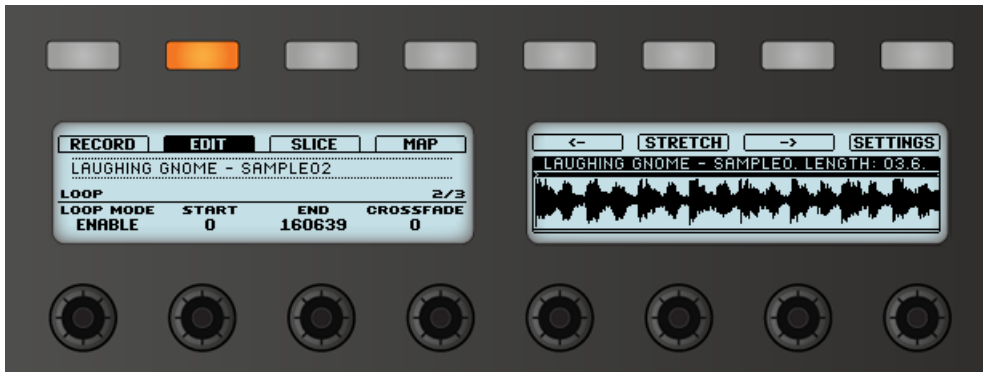 RECORD EDIT SLICE MAP
LAUGHING GNOME - SAMPLE02
LOOP 2/3
LOOP MODE START END CROSSFADE
ENABLE 0 160639 0
<- STRETCH -> SETTINGS
LAUGHING GNOME - SAMPLE0. LENGTH: 03.6.